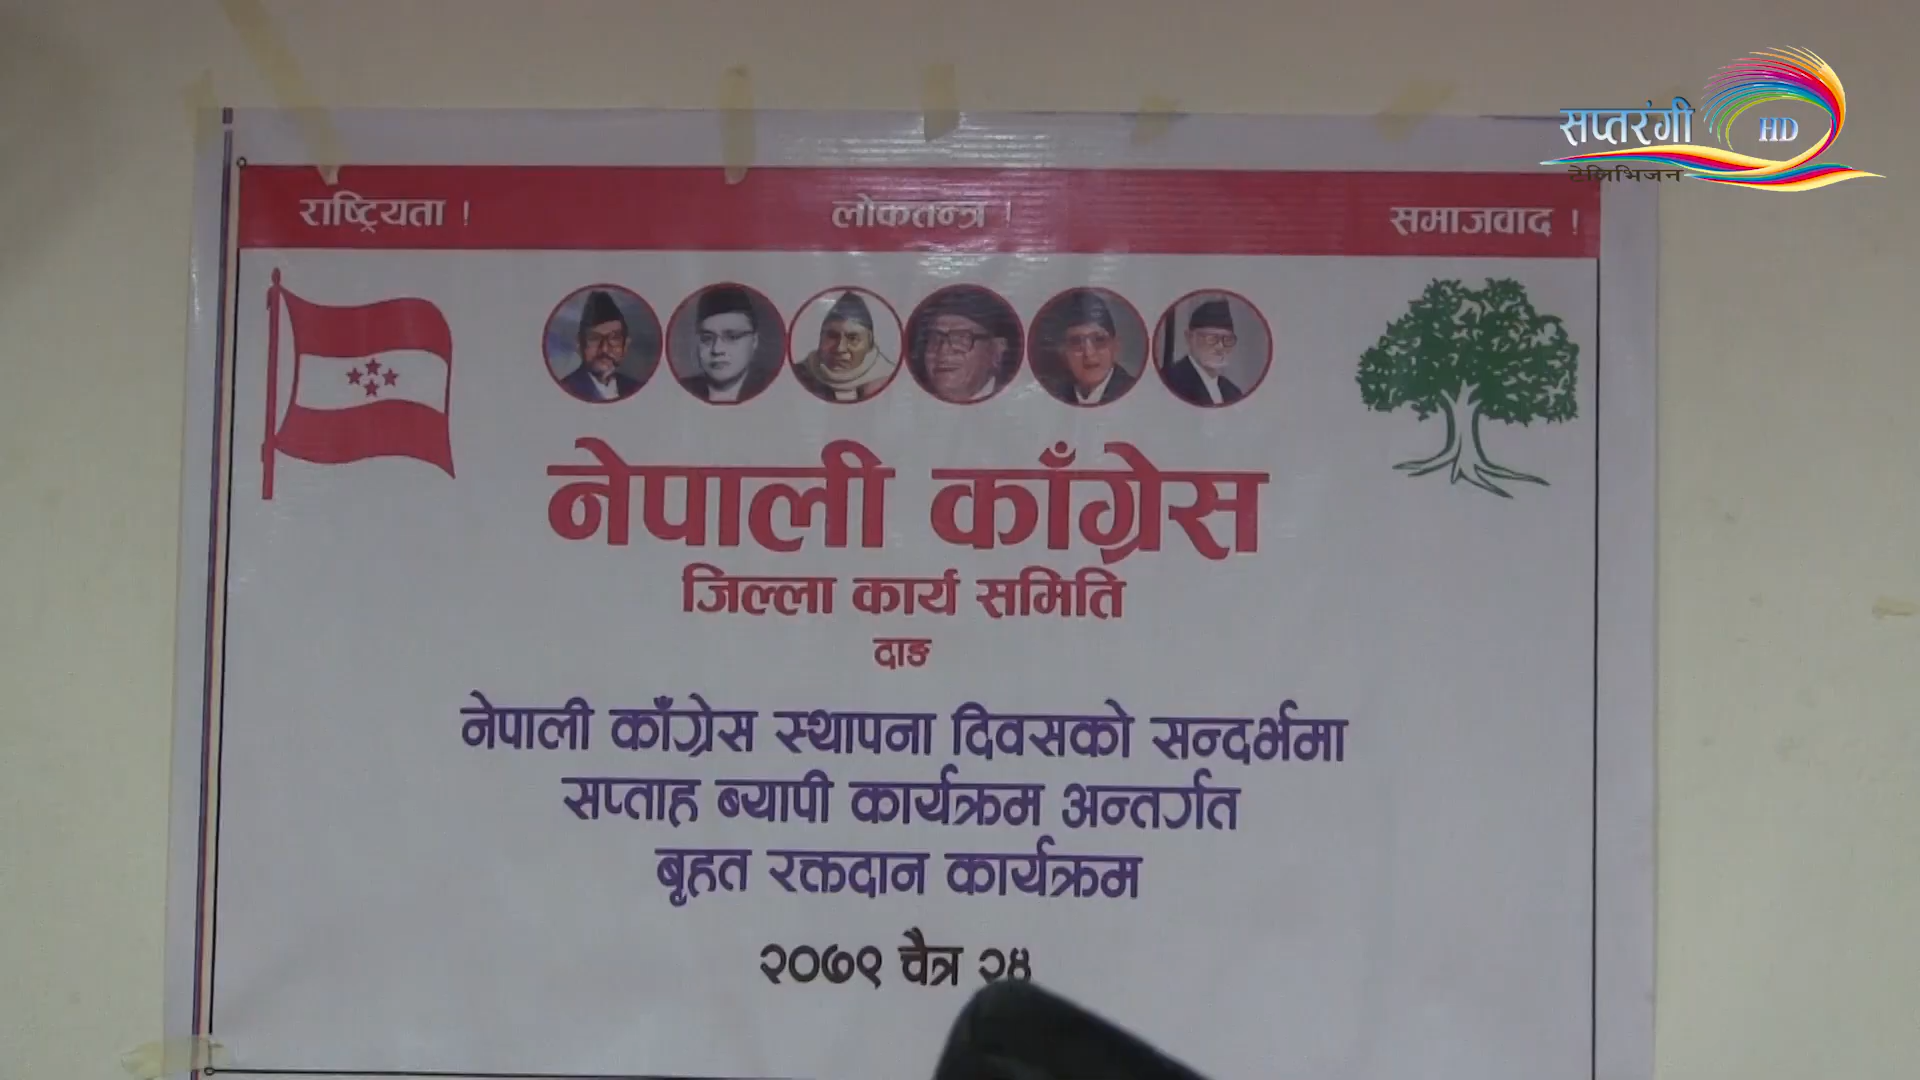 सप्तरंगी HD
टेलिभिजन
राष्ट्रियता ! लोकतन्त्र ! समाजवाद !
नेपाली काँग्रेस
जिल्ला कार्य समिति
दाङ
नेपाली काँग्रेस स्थापना दिवसको सन्दर्भमा
सप्ताह ब्यापी कार्यक्रम अन्तर्गत
बृहत रक्तदान कार्यक्रम
२०७९ चैत्र २४